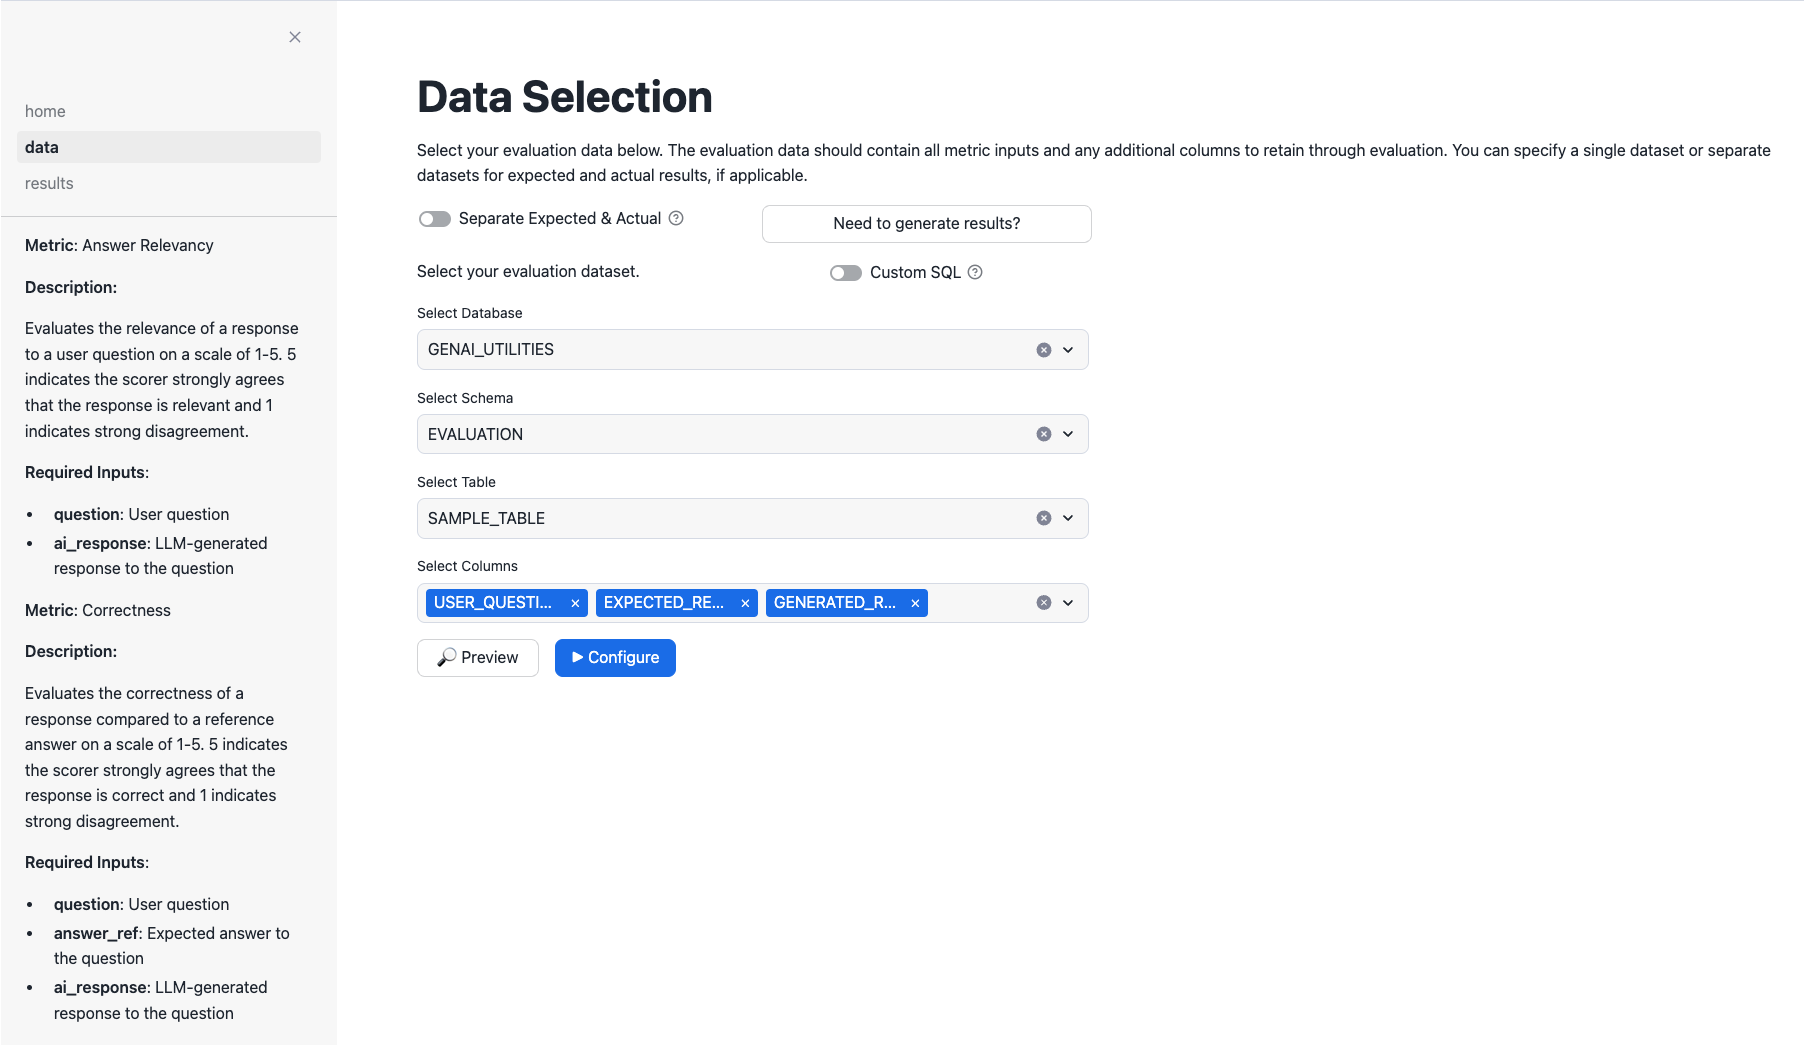 home
data
results
Metric: Answer Relevancy
Description:
Evaluates the relevance of a response
to a user question on a scale of 1-5. 5
indicates the scorer strongly agrees
that the response is relevant and 1
indicates strong disagreement.
Required Inputs:
• question: User question
• ai_response: LLM-generated
response to the question
Metric: Correctness
Description:
Evaluates the correctness of a
response compared to a reference
answer on a scale of 1-5. 5 indicates
the scorer strongly agrees that the
response is correct and 1 indicates
strong disagreement.
Required Inputs:
• question: User question
• answer_ref: Expected answer to
the question
• ai_response: LLM-generated
response to the question
Data Selection
Select your evaluation data below. The evaluation data should contain all metric inputs and any additional columns to retain through evaluation. You can specify a single dataset or separate
datasets for expected and actual results, if applicable.
Separate Expected & Actual
Need to generate results?
Select your evaluation dataset.
Custom SQL
Select Database
GENAI_UTILITIES
Select Schema
EVALUATION
Select Table
SAMPLE_TABLE
Select Columns
USER_QUESTI... EXPECTED_RE... GENERATED_R...
Preview
Configure